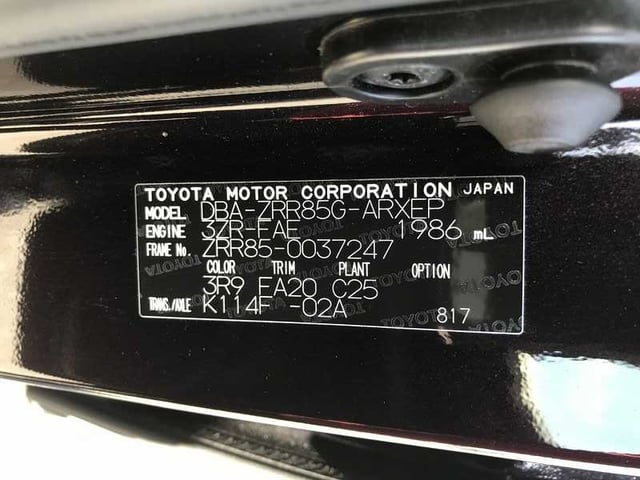 TOYOTA MOTOR CORPORATION JAPAN
MODEL DBA-ZRR85G-ARXEP
ENGINE 3ZR-FAE 1986 mL
FRAME No. ZRR85-0037247
COLOR TRIM PLANT OPTION
3R9 FA20 C25
TRANS./AXLE K114F -02A 817